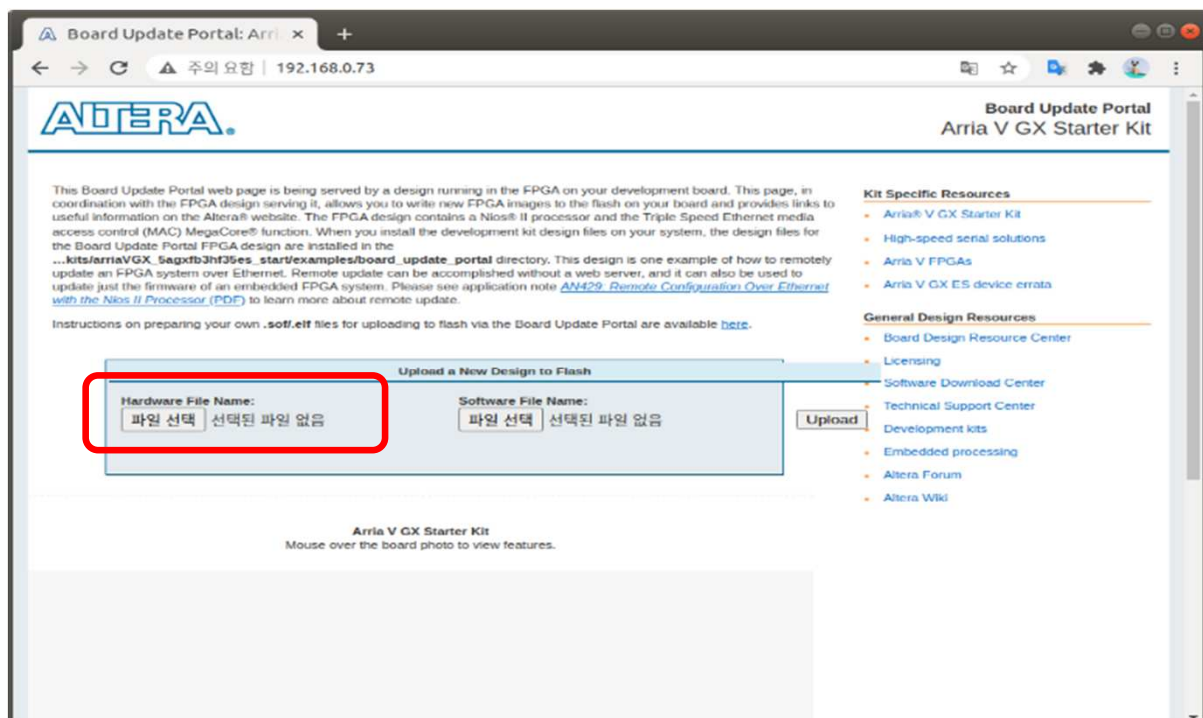 Board Update Portal: Arri
주의 요함 | 192.168.0.73
ALTERA.
Board Update Portal
Arria V GX Starter Kit
This Board Update Portal web page is being served by a design running in the FPGA on your development board. This page, in
coordination with the FPGA design serving it, allows you to write new FPGA images to the flash on your board and provides links to
useful information on the Altera® website. The FPGA design contains a Nios® II processor and the Triple Speed Ethernet media
access control (MAC) MegaCore® function. When you install the development kit design files on your system, the design files for
the Board Update Portal FPGA design are installed in the
...kits/arriaVGX_5agxfb3hf35es_start/examples/board_update_portal directory. This design is one example of how to remotely
update an FPGA system over Ethernet. Remote update can be accomplished without a web server, and it can also be used to
update just the firmware of an embedded FPGA system. Please see application note AN429: Remote Configuration Over Ethernet
with the Nios II Processor (PDF) to learn more about remote update.
Instructions on preparing your own .sof/.elf files for uploading to flash via the Board Update Portal are available here.
Upload a New Design to Flash
Hardware File Name:
파일 선택 선택된 파일 없음
Software File Name:
파일 선택 선택된 파일 없음
Upload
Arria V GX Starter Kit
Mouse over the board photo to view features.
Kit Specific Resources
Arria® V GX Starter Kit
High-speed serial solutions
Arria V FPGAs
Arria V GX ES device errata
General Design Resources
Board Design Resource Center
Licensing
Software Download Center
Technical Support Center
Development kits
Embedded processing
Altera Forum
Altera Wiki